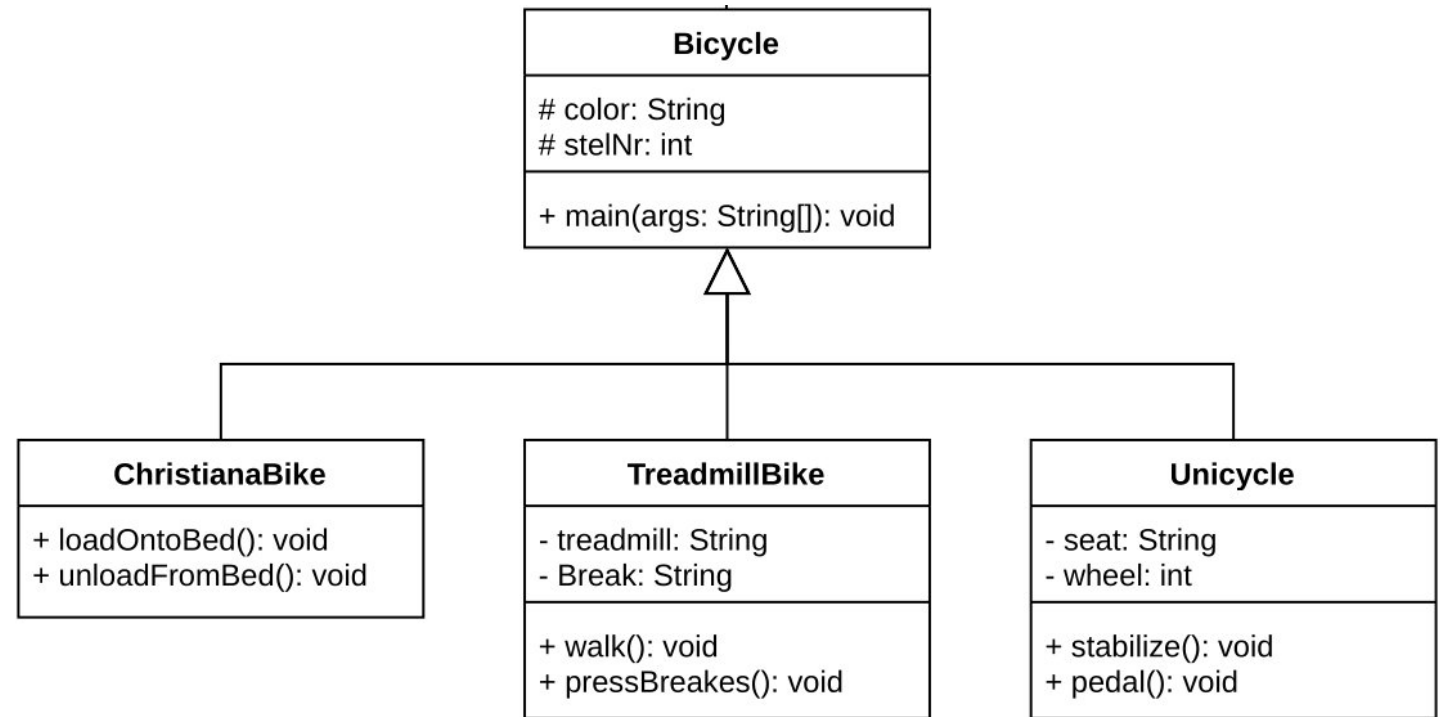 Bicycle
# color: String
# stelNr: int
+ main(args: String[]): void
ChristianaBike
+ loadOntoBed(): void
+ unloadFromBed(): void
TreadmillBike
- treadmill: String
- Break: String
+ walk(): void
+ pressBreakes(): void
Unicycle
- seat: String
- wheel: int
+ stabilize(): void
+ pedal(): void